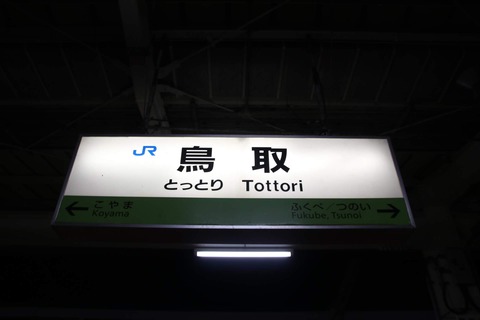 JR 鳥取
とっとり Tottori
こやま ふくべ/つのい
Koyama Fukube, Tsunoi